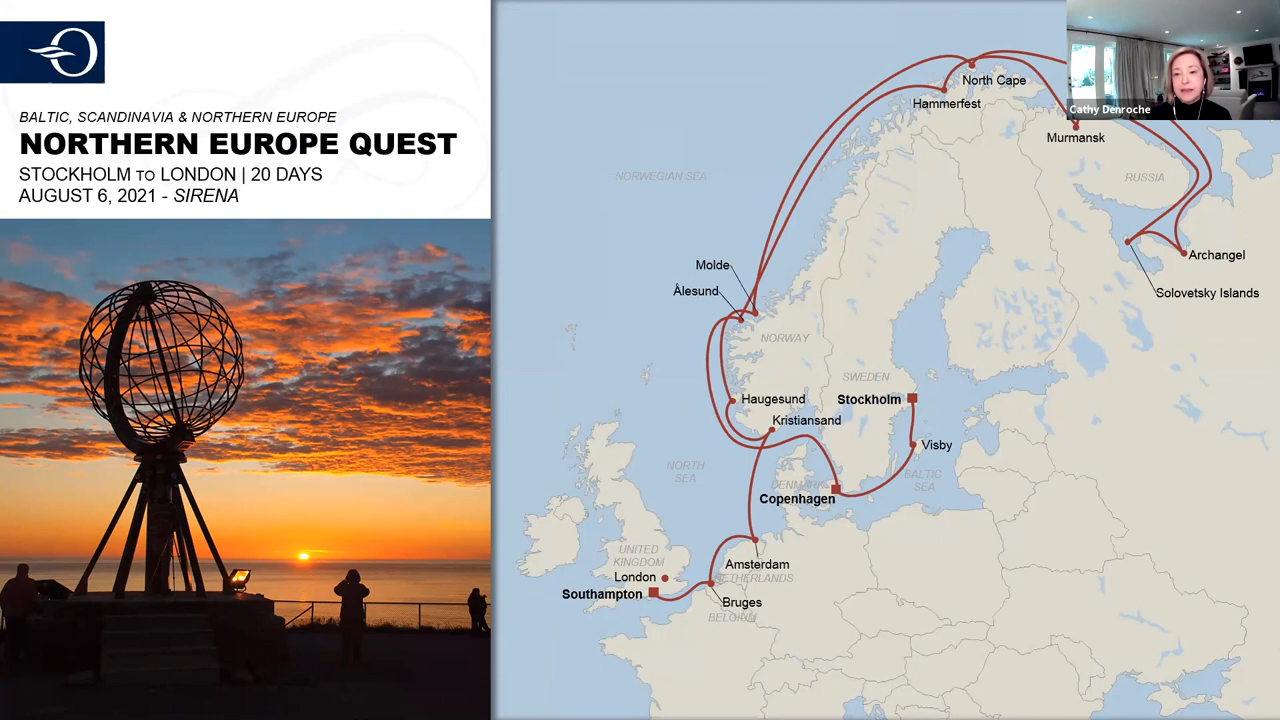 BALTIC, SCANDINAVIA & NORTHERN EUROPE
NORTHERN EUROPE QUEST
STOCKHOLM TO LONDON | 20 DAYS
AUGUST 6, 2021 - SIRENA
North Cape
Hammerfest
Cathy Denroche
Murmansk
NORWEGIAN SEA
RUSSIA
Molde
Archangel
Ålesund
Solovetsky Islands
NORWAY
SWEDEN
Haugesund
Stockholm
Kristiansand
Visby
NORTH
SEA
BALTIC
SEA
DENMARK
Copenhagen
UNITED
KINGDOM
Amsterdam
London
NETHERLANDS
Southampton
Bruges
BELGIUM